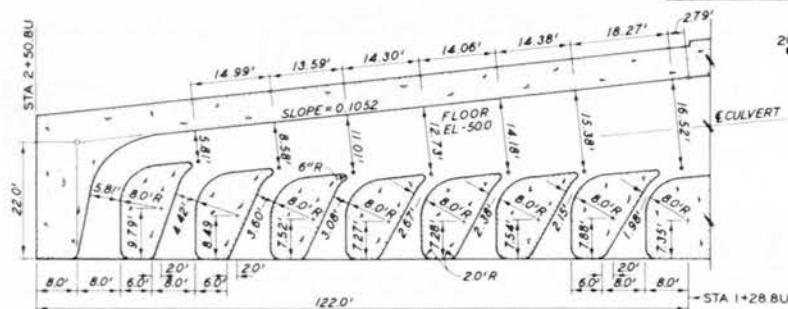 2.79'
18.27'
14.38'
14.06'
14.30'
13.59'
14.99'
STA 2+50.8U
SLOPE = 0.1052
FLOOR
EL -50.0
℄ CULVERT
5.81'
8.58'
11.01'
12.73'
14.18'
15.38'
16.52'
22.0'
6" R
5.81'
8.0' R
8.0' R
8.0' R
8.0' R
8.0' R
8.0' R
8.0' R
8.0' R
4.42'
3.60'
3.08'
2.67'
2.38'
2.15'
1.98'
9.79'
8.49
7.52'
7.27'
7.28'
7.54'
7.88'
7.35'
2.0'
2.0'
2.0' R
2.0'
8.0'
8.0'
6.0'
8.0'
6.0'
6.0'
8.0'
8.0'
122.0'
STA 1+28.8U